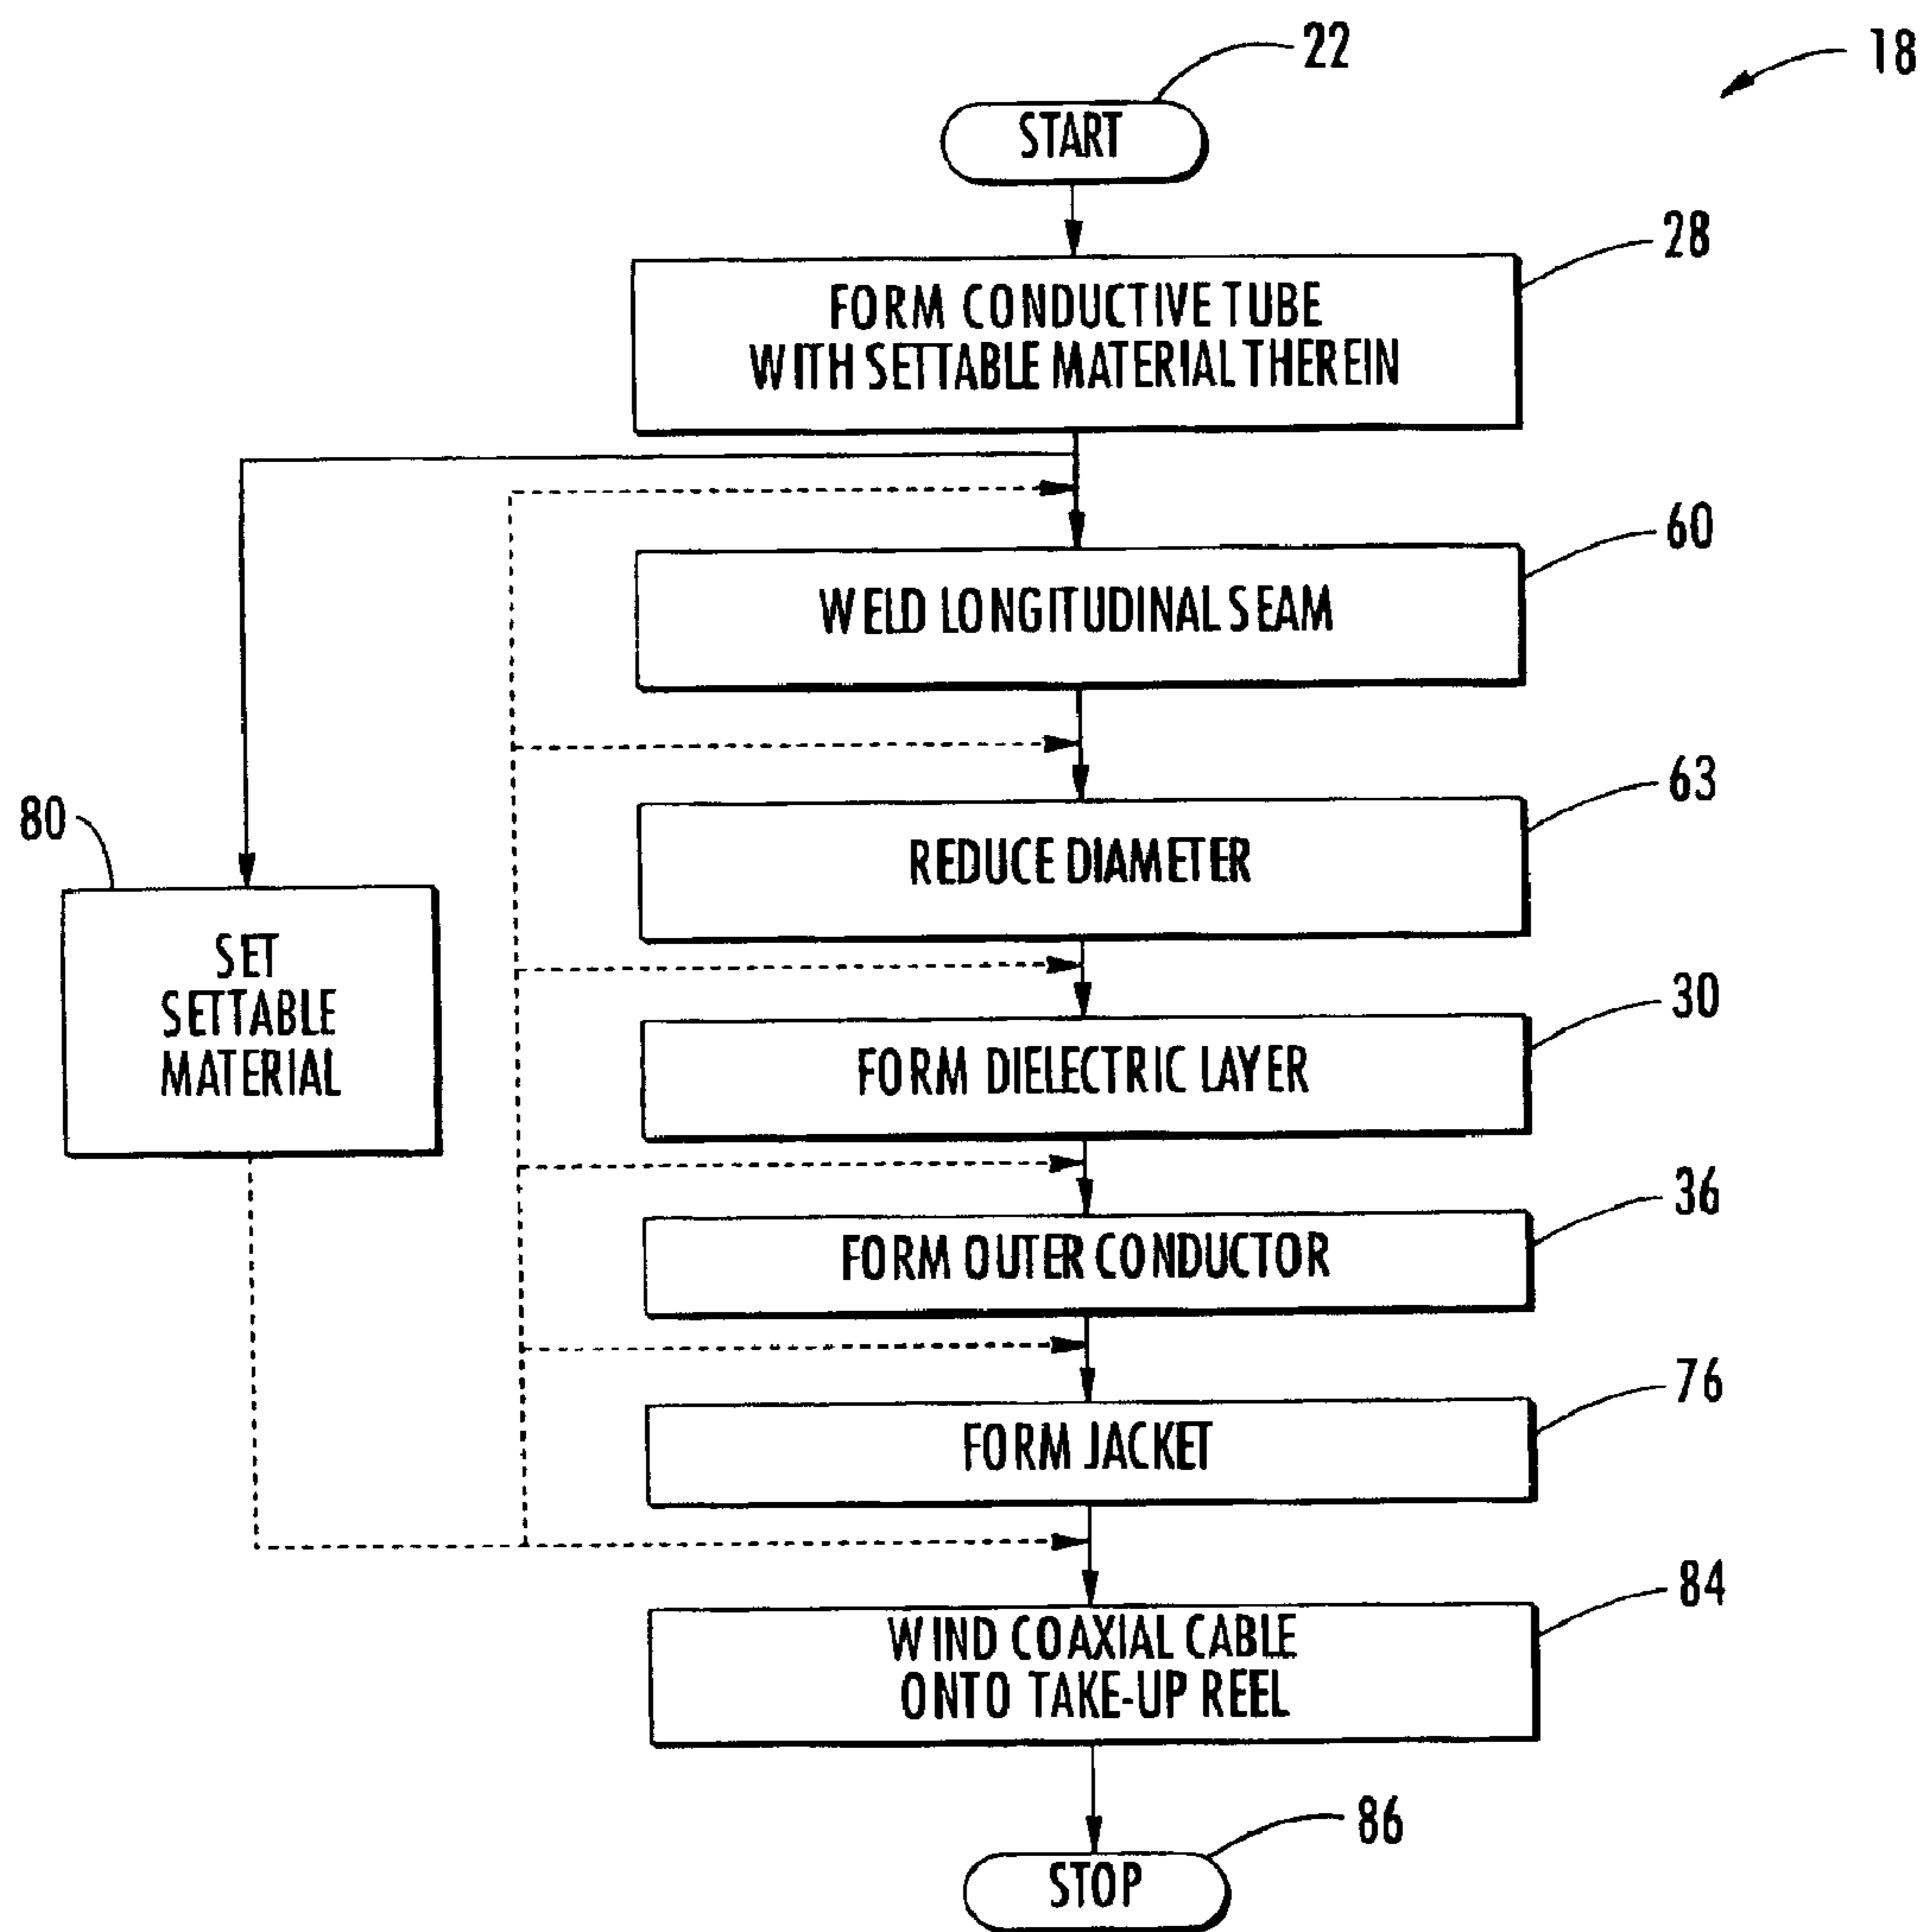 22
18
START
28
FORM CONDUCTIVE TUBE
WITH SETTABLE MATERIAL THEREIN
60
WELD LONGITUDINAL SEAM
63
REDUCE DIAMETER
80
SET
SETTABLE
MATERIAL
30
FORM DIELECTRIC LAYER
36
FORM OUTER CONDUCTOR
76
FORM JACKET
84
WIND COAXIAL CABLE
ONTO TAKE-UP REEL
86
STOP